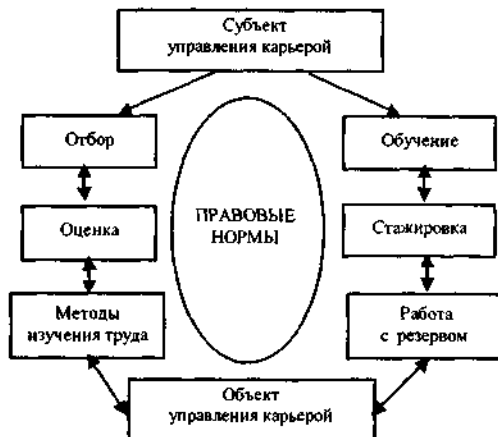 Субъект
управления карьерой
Отбор
Обучение
ПРАВОВЫЕ
НОРМЫ
Оценка
Стажировка
Методы
изучения труда
Работа
с резервом
Объект
управления карьерой